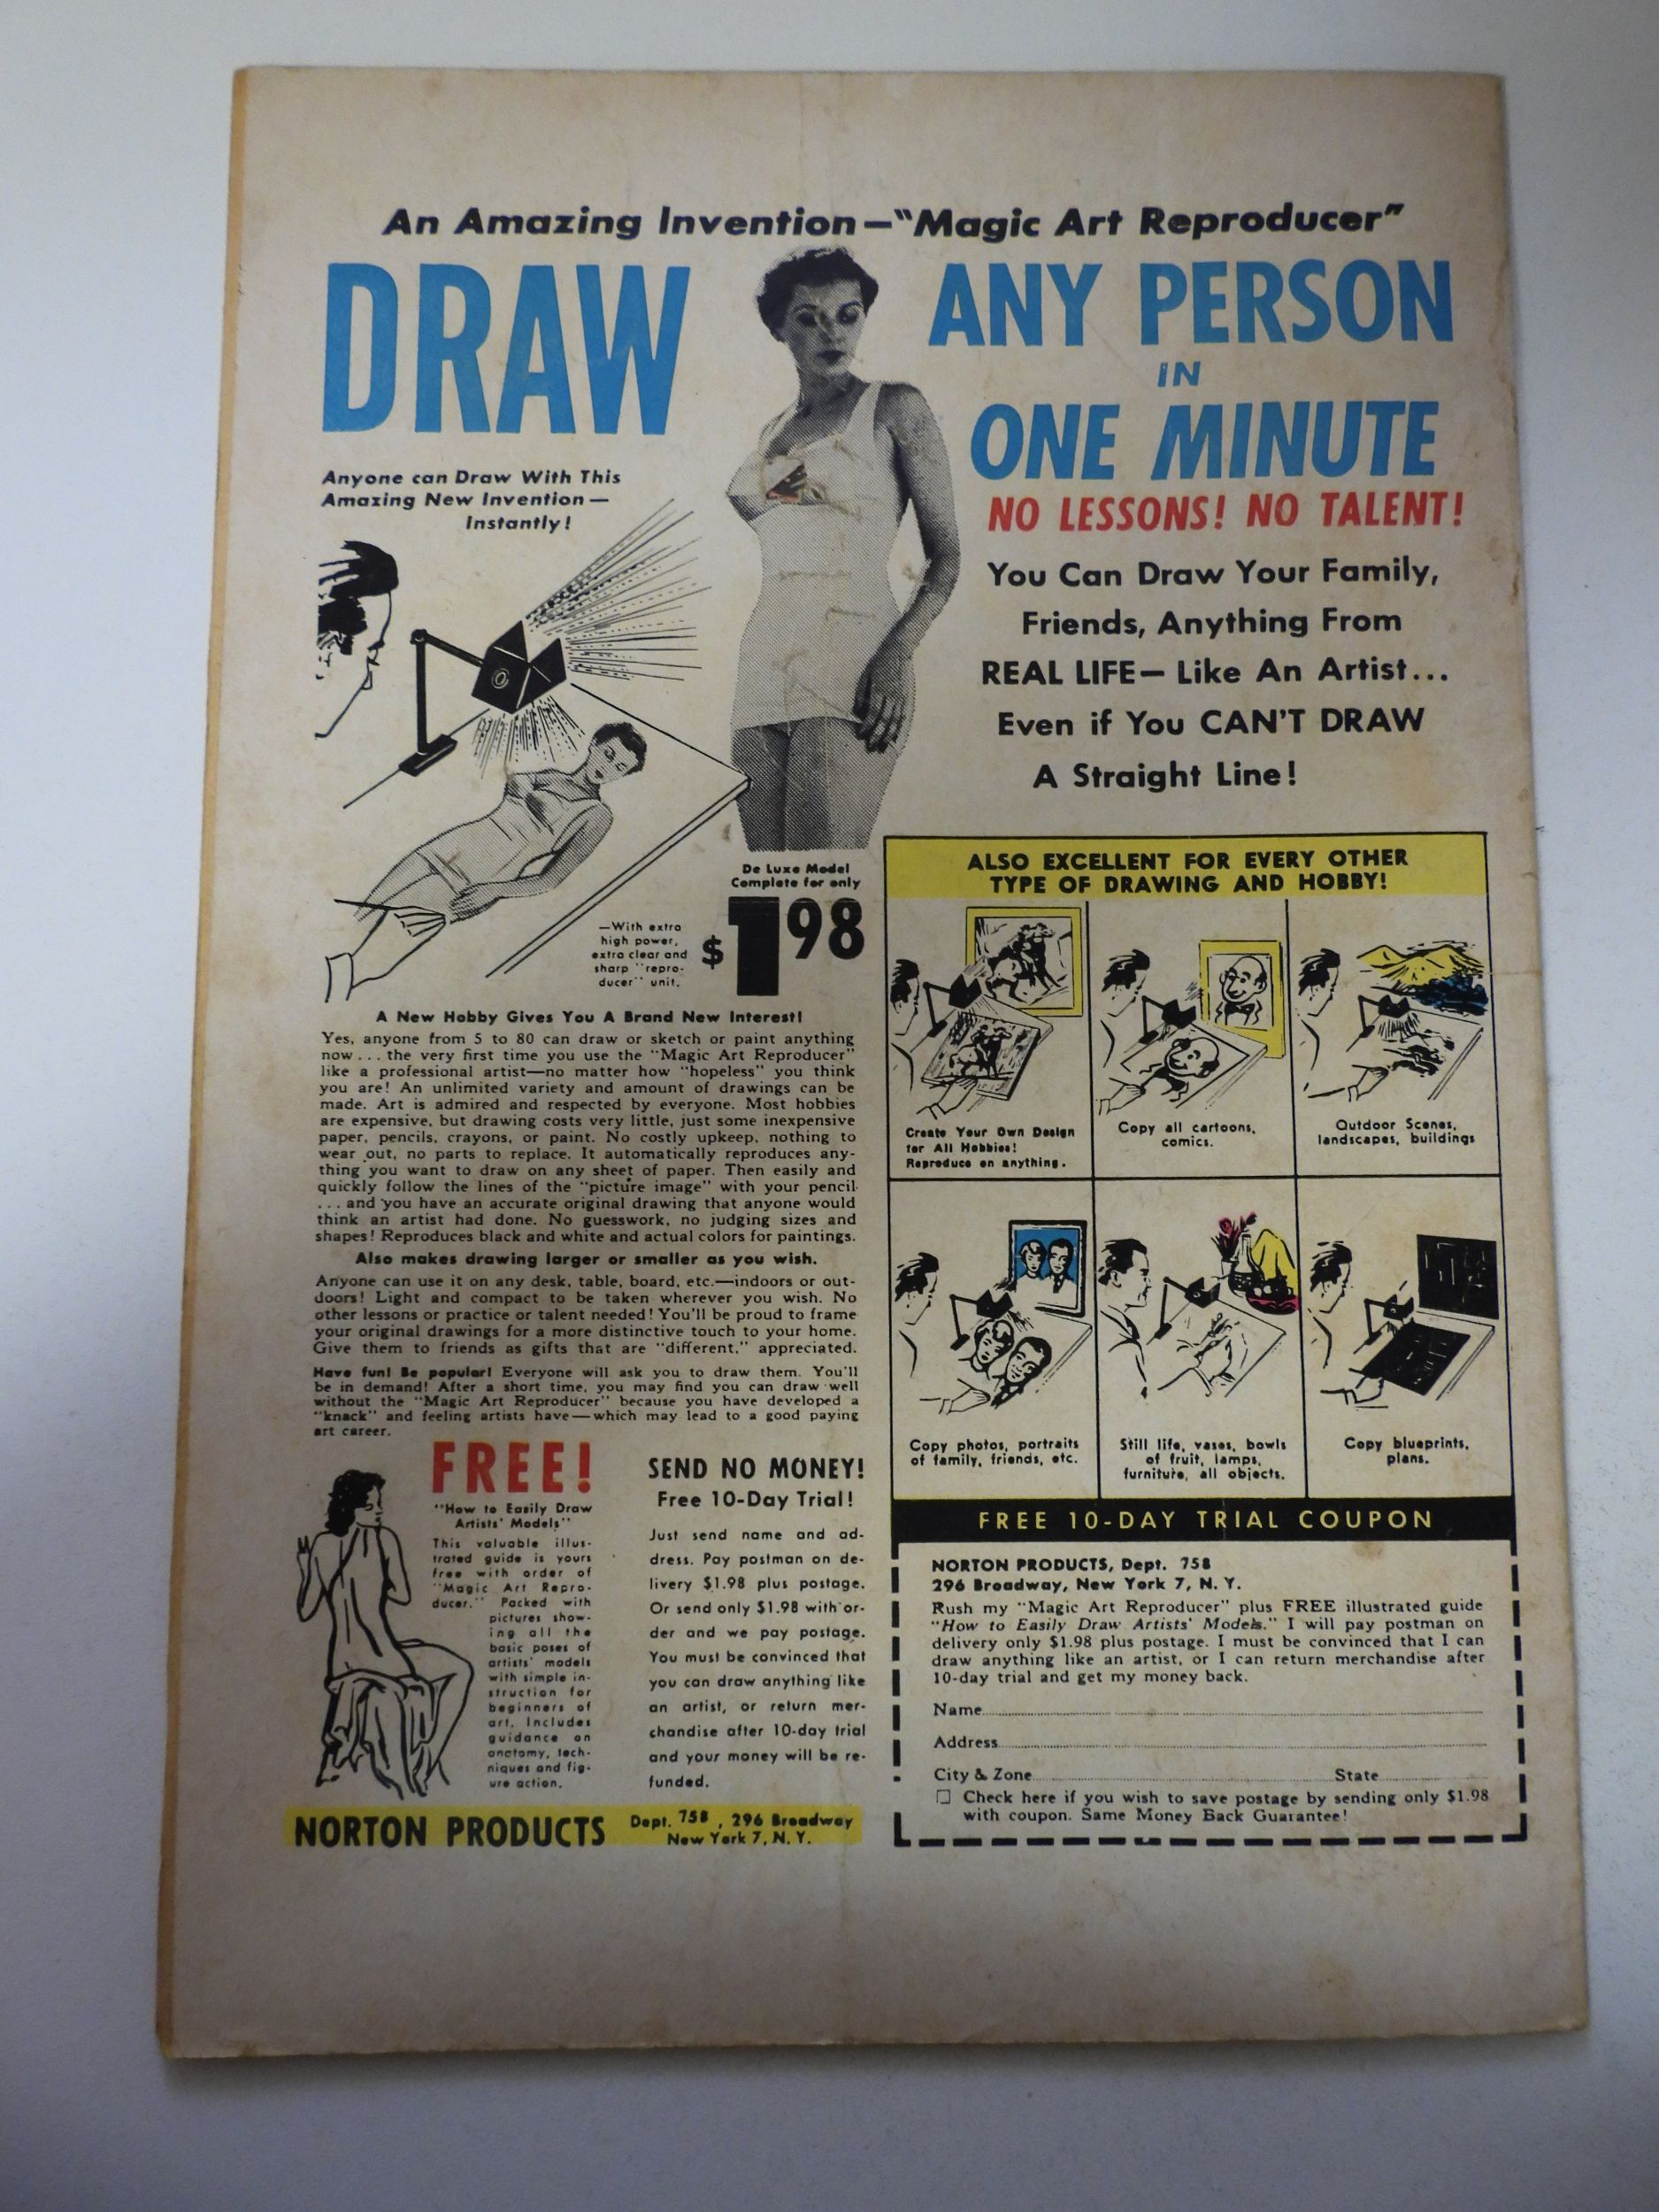 An Amazing Invention—"Magic Art Reproducer"
DRAW
ANY PERSON
IN
ONE MINUTE
NO LESSONS! NO TALENT!
Anyone can Draw With This
Amazing New Invention—
Instantly!
You Can Draw Your Family,
Friends, Anything From
REAL LIFE— Like An Artist...
Even if You CAN'T DRAW
A Straight Line!
De Luxe Model
Complete for only
$1 98
—With extra
high power,
extra clear and
sharp "repro-
ducer" unit.
A New Hobby Gives You A Brand New Interest!
Yes, anyone from 5 to 80 can draw or sketch or paint anything
now... the very first time you use the "Magic Art Reproducer"
like a professional artist—no matter how "hopeless" you think
you are! An unlimited variety and amount of drawings can be
made. Art is admired and respected by everyone. Most hobbies
are expensive, but drawing costs very little, just some inexpensive
paper, pencils, crayons, or paint. No costly upkeep, nothing to
wear out, no parts to replace. It automatically reproduces any-
thing you want to draw on any sheet of paper. Then easily and
quickly follow the lines of the "picture image" with your pencil
...and you have an accurate original drawing that anyone would
think an artist had done. No guesswork, no judging sizes and
shapes! Reproduces black and white and actual colors for paintings.
Also makes drawing larger or smaller as you wish.
Anyone can use it on any desk, table, board, etc.—indoors or out-
doors! Light and compact to be taken wherever you wish. No
other lessons or practice or talent needed! You'll be proud to frame
your original drawings for a more distinctive touch to your home.
Give them to friends as gifts that are "different," appreciated.
Have fun! Be popular! Everyone will ask you to draw them. You'll
be in demand! After a short time, you may find you can draw well
without the "Magic Art Reproducer" because you have developed a
"knack" and feeling artists have—which may lead to a good paying
art career.
FREE!
"How to Easily Draw
Artists' Models"
This valuable illus-
trated guide is yours
free with order of
"Magic Art Repro-
ducer." Packed with
pictures show-
ing all the
basic poses of
artists' models
with simple in-
struction for
beginners of
art. Includes
guidance on
anatomy, tech-
niques and fig-
ure action.
SEND NO MONEY!
Free 10-Day Trial!
Just send name and ad-
dress. Pay postman on de-
livery $1.98 plus postage.
Or send only $1.98 with or-
der and we pay postage.
You must be convinced that
you can draw anything like
an artist, or return mer-
chandise after 10-day trial
and your money will be re-
funded.
NORTON PRODUCTS
Dept. 758, 296 Broadway
New York 7, N. Y.
ALSO EXCELLENT FOR EVERY OTHER
TYPE OF DRAWING AND HOBBY!
Create Your Own Design
for All Hobbies!
Reproduce on anything.
Copy all cartoons,
comics.
Outdoor Scenes,
landscapes, buildings
Copy photos, portraits
of family, friends, etc.
Still life, vases, bowls
of fruit, lamps,
furniture, all objects.
Copy blueprints,
plans.
FREE 10-DAY TRIAL COUPON
NORTON PRODUCTS, Dept. 758
296 Broadway, New York 7, N. Y.
Rush my "Magic Art Reproducer" plus FREE illustrated guide
"How to Easily Draw Artists' Models." I will pay postman on
delivery only $1.98 plus postage. I must be convinced that I can
draw anything like an artist, or I can return merchandise after
10-day trial and get my money back.
Name
Address
City & Zone State
Check here if you wish to save postage by sending only $1.98
with coupon. Same Money Back Guarantee!